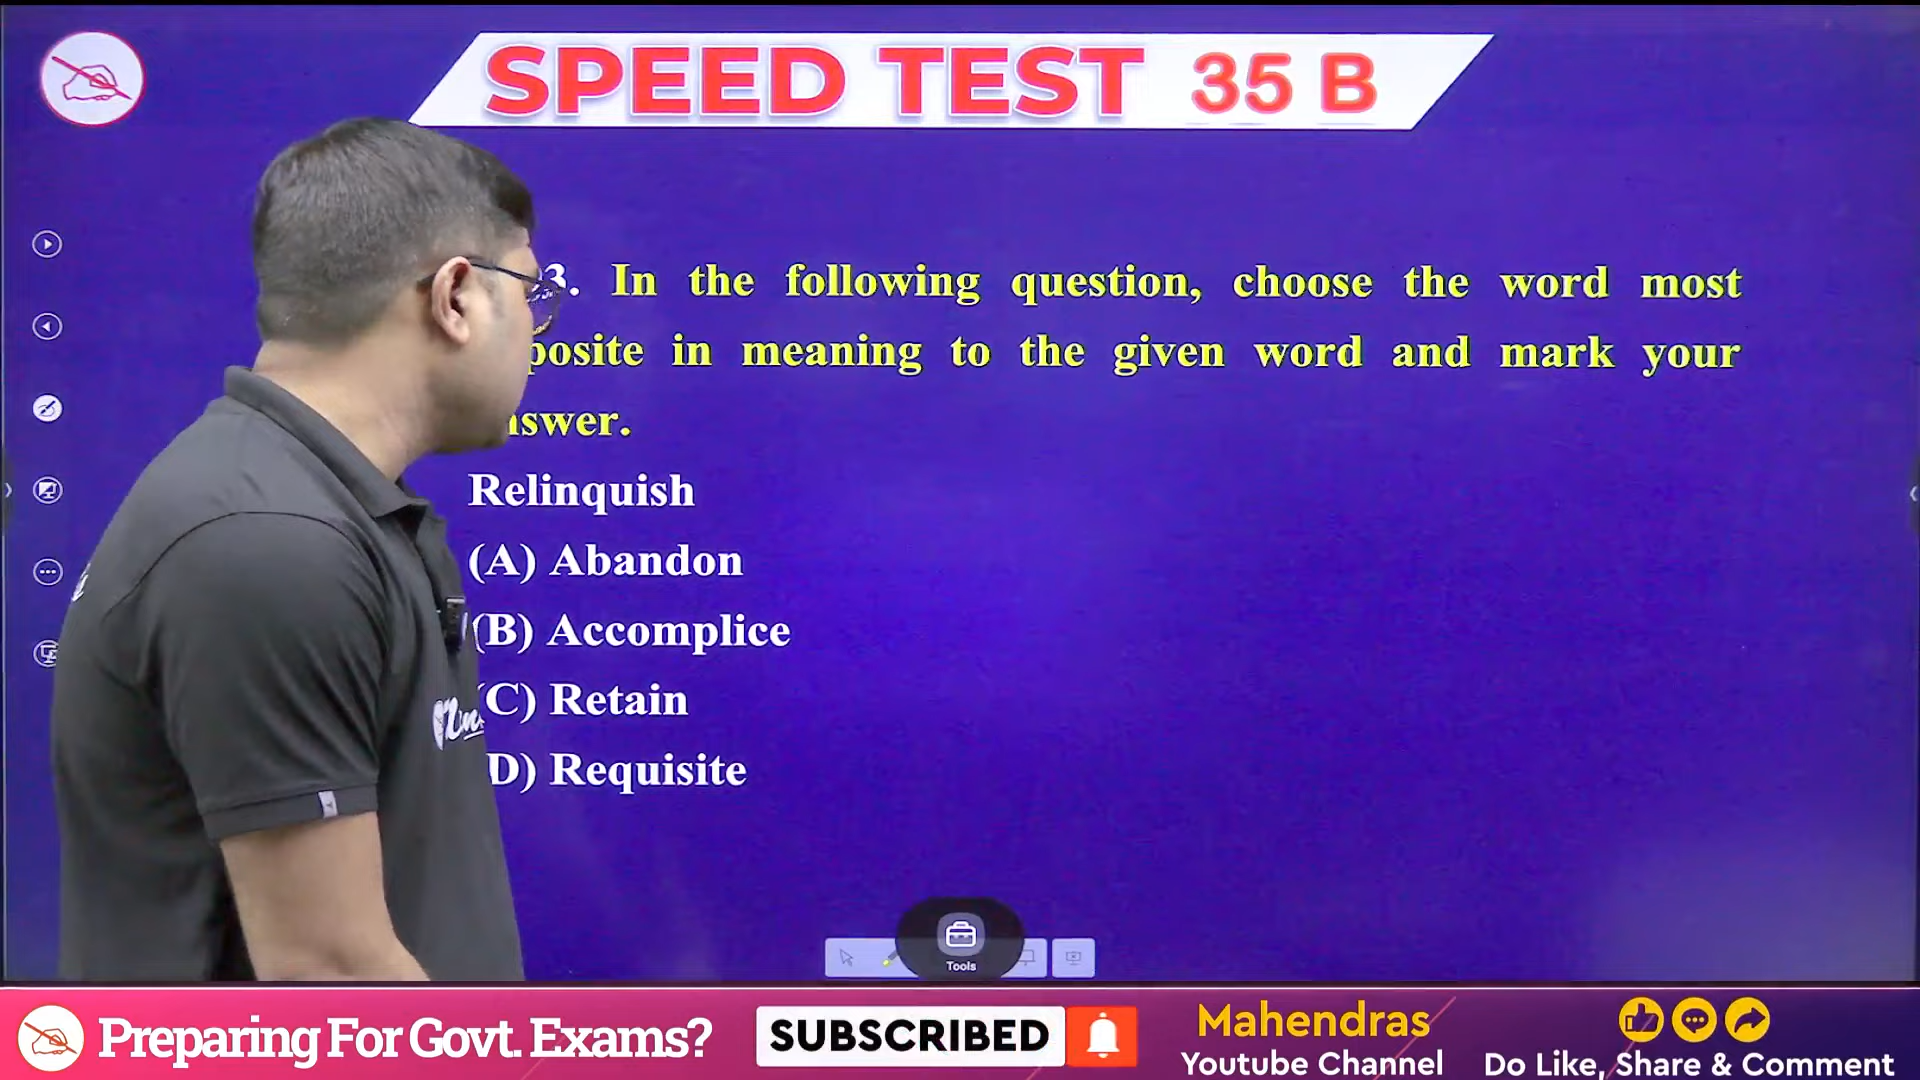 SPEED TEST 35 B
3. In the following question, choose the word most
posite in meaning to the given word and mark your
swer.
Relinquish
(A) Abandon
(B) Accomplice
(C) Retain
D) Requisite
Tools
Preparing For Govt. Exams?
SUBSCRIBED
Mahendras
Youtube Channel
Do Like, Share & Comment